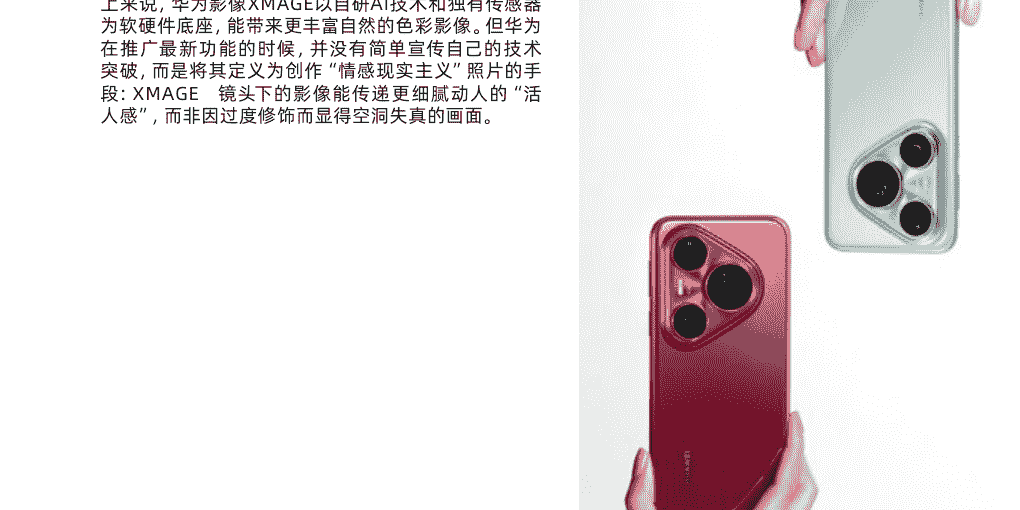 上来说，华为影像XMAGE以自研AI技术和独有传感器
为软硬件底座，能带来更丰富自然的色彩影像。但华为
在推广最新功能的时候，并没有简单宣传自己的技术
突破，而是将其定义为创作“情感现实主义”照片的手
段：XMAGE 镜头下的影像能传递更细腻动人的“活
人感”，而非因过度修饰而显得空洞失真的画面。
HUAWEI